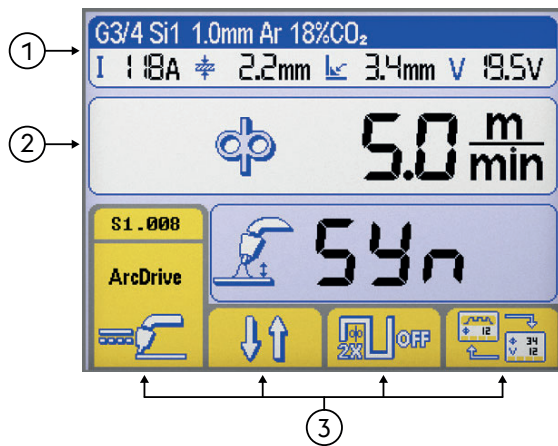 G3/4 Si1 1.0mm Ar 18%CO₂
I 118A 2.2mm 3.4mm V 19.5V
5.0 m/min
S1.008
Syn
ArcDrive
2X OFF
12
34
V 12
1
2
3